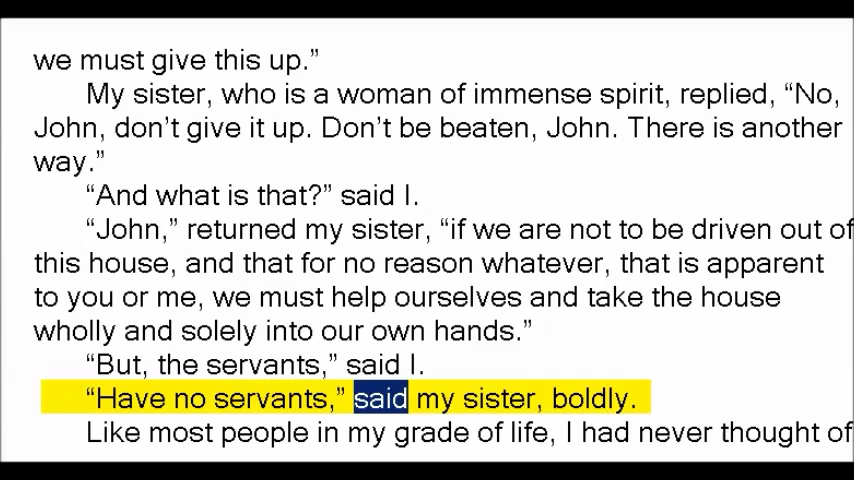 we must give this up.”
My sister, who is a woman of immense spirit, replied, “No,
John, don’t give it up. Don’t be beaten, John. There is another
way.”
“And what is that?” said I.
“John,” returned my sister, “if we are not to be driven out of
this house, and that for no reason whatever, that is apparent
to you or me, we must help ourselves and take the house
wholly and solely into our own hands.”
“But, the servants,” said I.
“Have no servants,” said my sister, boldly.
Like most people in my grade of life, I had never thought of